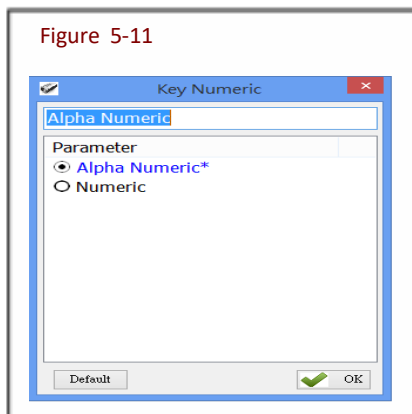 Figure 5-11
Key Numeric
Alpha Numeric
Parameter
Alpha Numeric*
Numeric
Default
OK